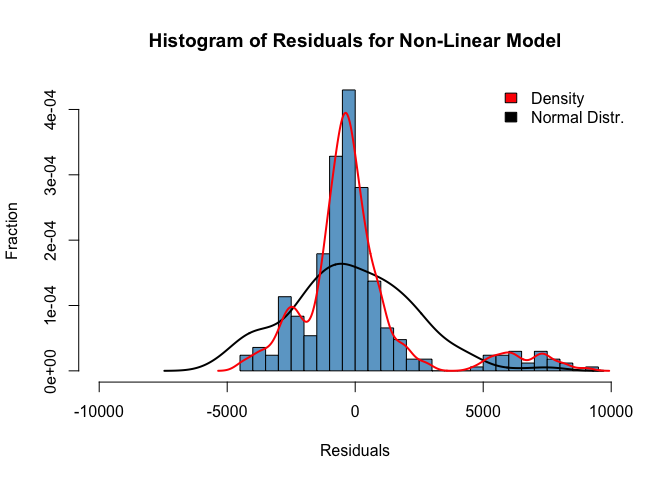 Histogram of Residuals for Non-Linear Model
Density
Normal Distr.
4e-04
3e-04
2e-04
1e-04
0e+00
Fraction
-10000 -5000 0 5000 10000
Residuals